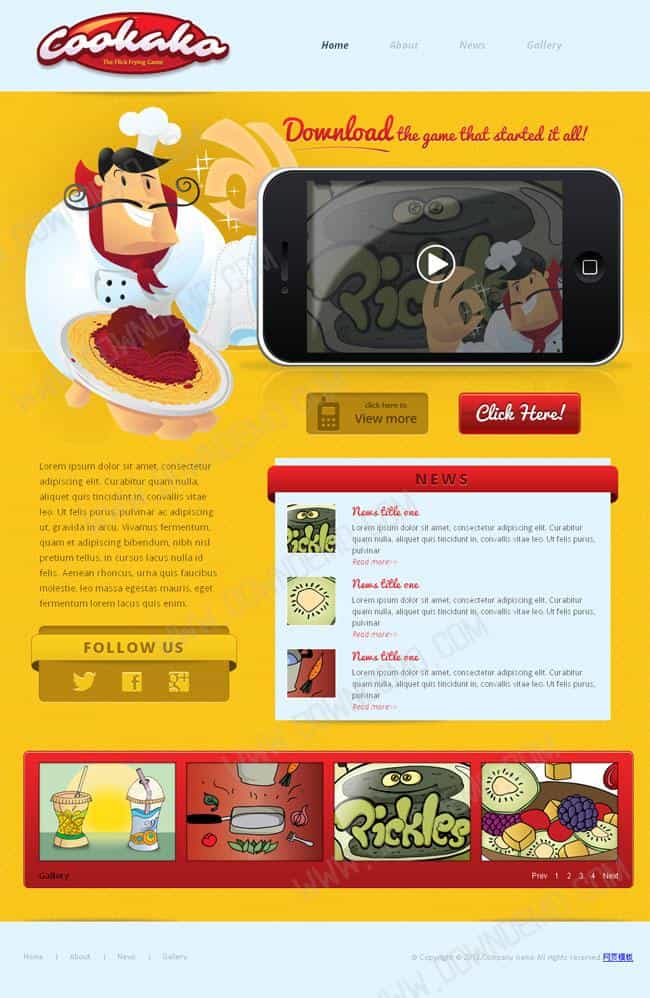 Cookako
The Flick Frying Game
Home About News Gallery
Download the game that started it all!
Pickles
click here to
View more
Click Here!
Lorem ipsum dolor sit amet, consectetur
adipiscing elit. Curabitur quam nulla,
aliquet quis tincidunt in, convallis vitae
leo. Ut felis purus, pulvinar ac adipiscing
ut, gravida in arcu. Vivamus fermentum,
quam et adipiscing bibendum, nibh nisl
pretium tellus, in cursus lacus nulla id
felis. Aenean rhoncus, urna quis faucibus
molestie, leo massa egestas mauris, eget
fermentum lorem lacus quis enim.
FOLLOW US
NEWS
News title one
Lorem ipsum dolor sit amet, consectetur adipiscing elit. Curabitur
quam nulla, aliquet quis tincidunt in, convallis vitae leo. Ut felis purus,
pulvinar
Read more>>
News title one
Lorem ipsum dolor sit amet, consectetur adipiscing elit. Curabitur
quam nulla, aliquet quis tincidunt in, convallis vitae leo. Ut felis purus,
pulvinar
Read more>>
News title one
Lorem ipsum dolor sit amet, consectetur adipiscing elit. Curabitur
quam nulla, aliquet quis tincidunt in, convallis vitae leo. Ut felis purus,
pulvinar
Read more>>
Pickles
Pickles
Gallery
Prev 1 2 3 4 Next
Home | About | News | Gallery
© Copyright © 2012.Company name All rights reserved.网页模板
WWW.DOWNDEMO.COM